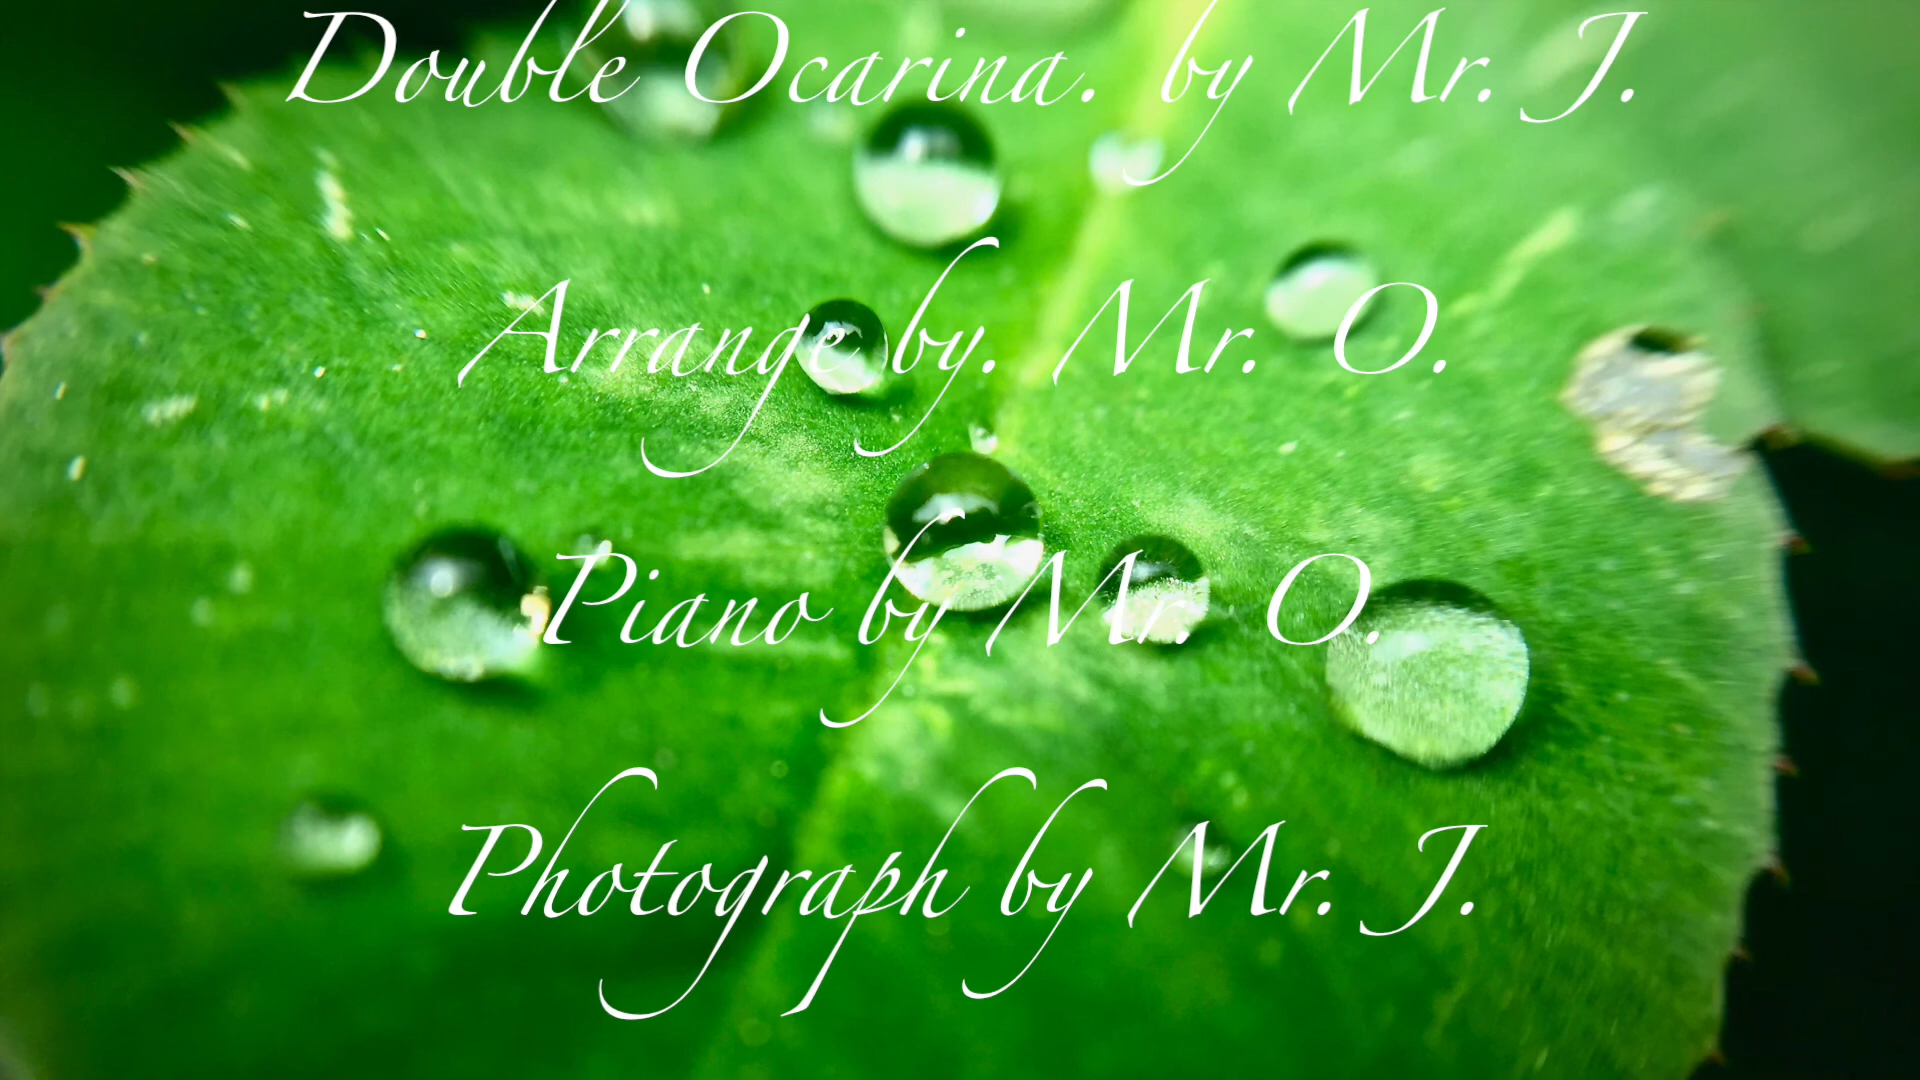 Double Ocarina. by Mr. J.
Arrange by. Mr. O.
Piano by Mr. O.
Photograph by Mr. J.